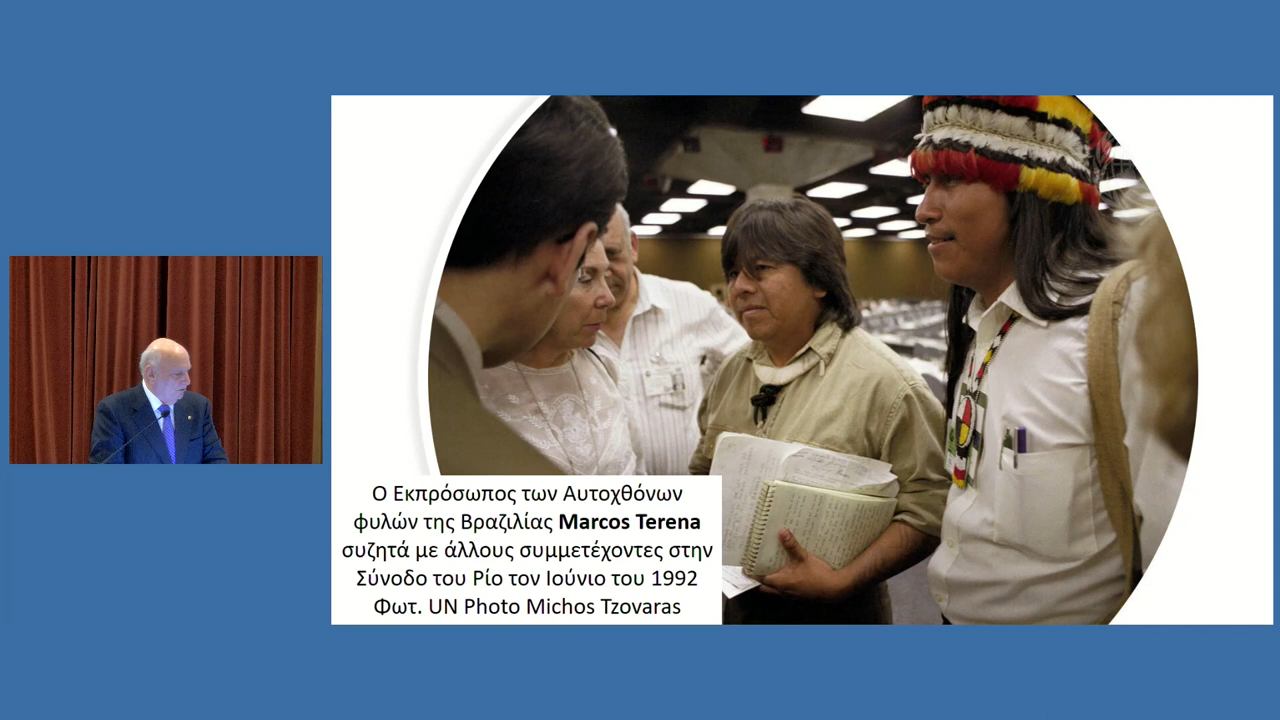 Ο Εκπρόσωπος των Αυτοχθόνων
φυλών της Βραζιλίας Marcos Terena
συζητά με άλλους συμμετέχοντες στην
Σύνοδο του Ρίο τον Ιούνιο του 1992
Φωτ. UN Photo Michos Tzovaras